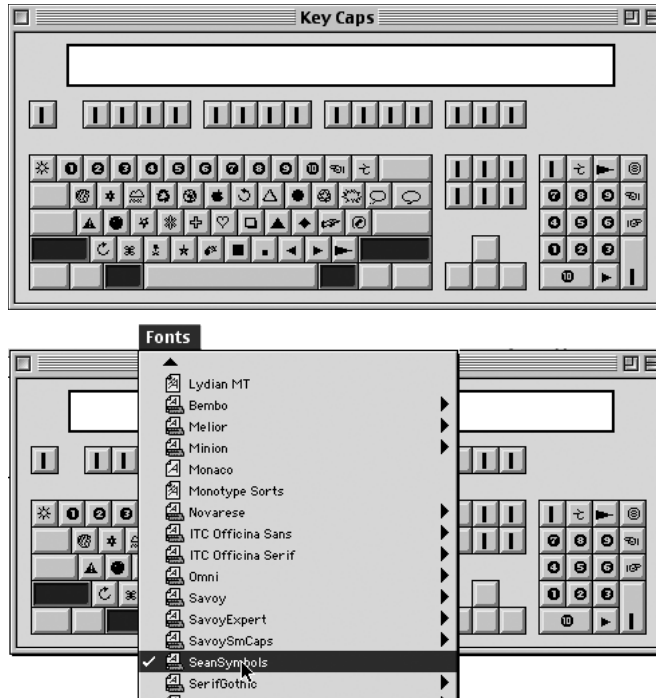 Key Caps
Fonts
Lydian MT
Bembo
Melior
Minion
Monaco
Monotype Sorts
Novarese
ITC Officina Sans
ITC Officina Serif
Omni
Savoy
SavoyExpert
SavoySmCaps
SeanSymbols
SerifGothic